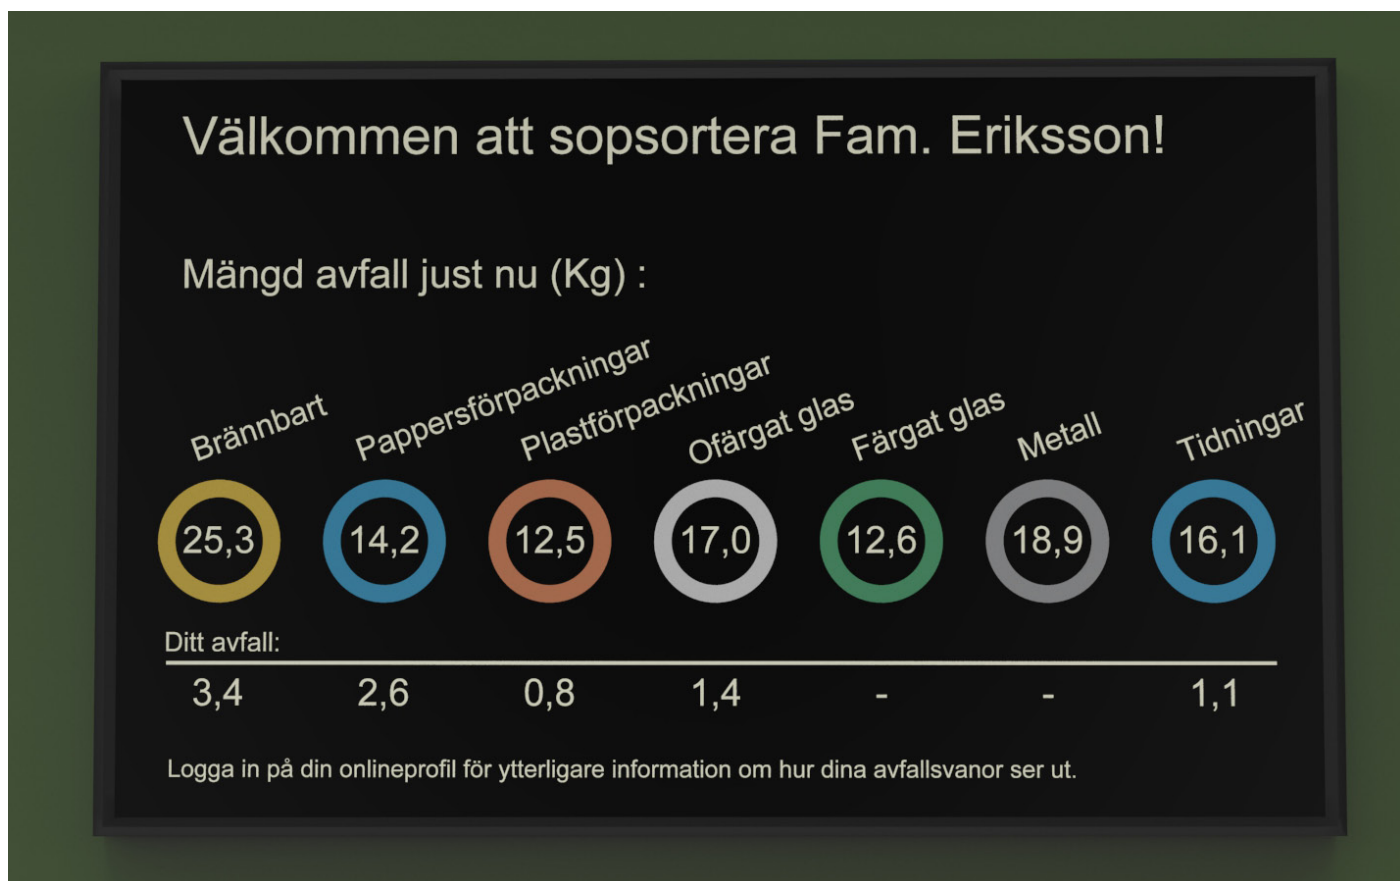 Välkommen att sopsortera Fam. Eriksson!
Mängd avfall just nu (Kg) :
Brännbart Pappersförpackningar Plastförpackningar Ofärgat glas Färgat glas Metall Tidningar
25,3 14,2 12,5 17,0 12,6 18,9 16,1
Ditt avfall:
3,4 2,6 0,8 1,4 - - 1,1
Logga in på din onlineprofil för ytterligare information om hur dina avfallsvanor ser ut.